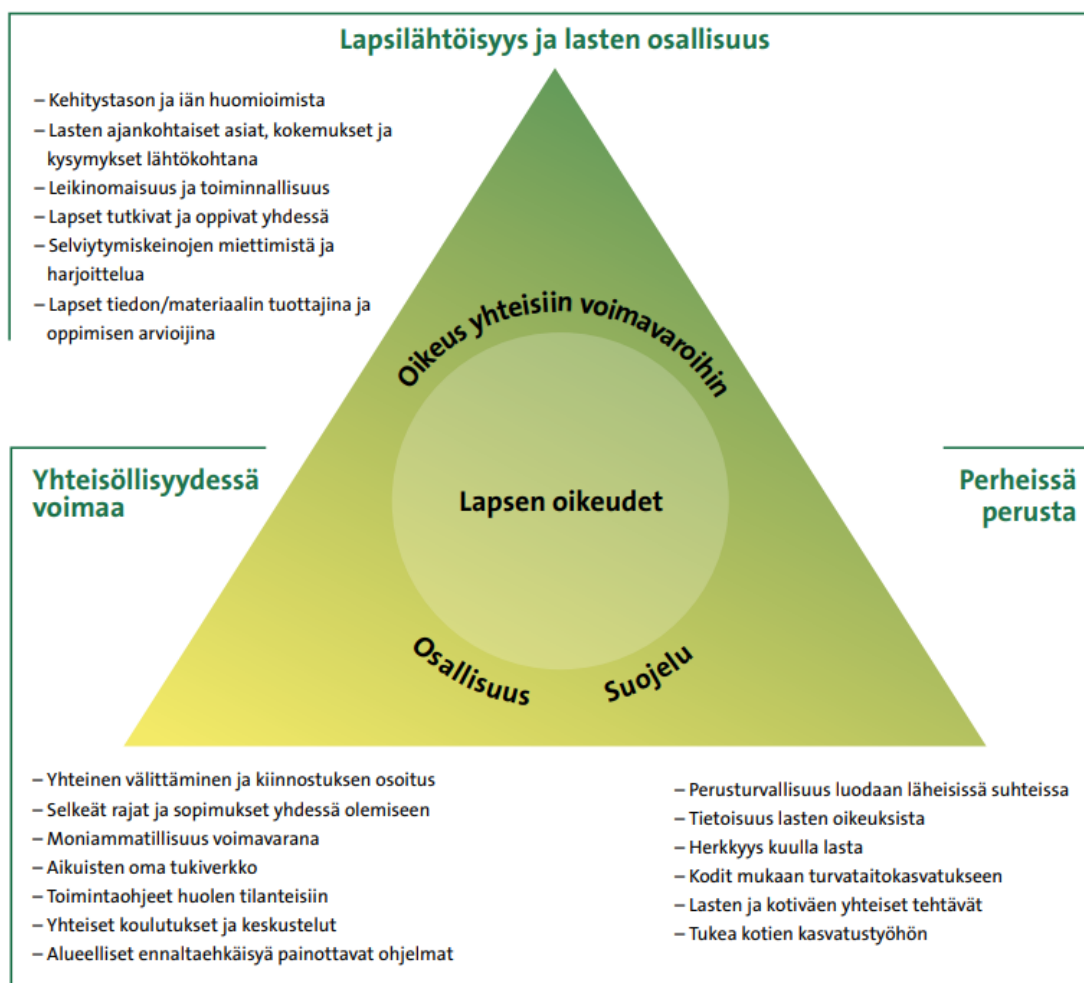 Lapsilähtöisyys ja lasten osallisuus
– Kehitystason ja iän huomioimista
– Lasten ajankohtaiset asiat, kokemukset ja
kysymykset lähtökohtana
– Leikinomaisuus ja toiminnallisuus
– Lapset tutkivat ja oppivat yhdessä
– Selviytymiskeinojen miettimistä ja
harjoittelua
– Lapset tiedon/materiaalin tuottajina ja
oppimisen arvioijina
Oikeus yhteisiin voimavaroihin
Lapsen oikeudet
Osallisuus
Suojelu
Yhteisöllisyydessä
voimaa
– Yhteinen välittäminen ja kiinnostuksen osoitus
– Selkeät rajat ja sopimukset yhdessä olemiseen
– Moniammatillisuus voimavarana
– Aikuisten oma tukiverkko
– Toimintaohjeet huolen tilanteisiin
– Yhteiset koulutukset ja keskustelut
– Alueelliset ennaltaehkäisyä painottavat ohjelmat
Perheissä
perusta
– Perusturvallisuus luodaan läheisissä suhteissa
– Tietoisuus lasten oikeuksista
– Herkkyys kuulla lasta
– Kodit mukaan turvataitokasvatukseen
– Lasten ja kotiväen yhteiset tehtävät
– Tukea kotien kasvatustyöhön